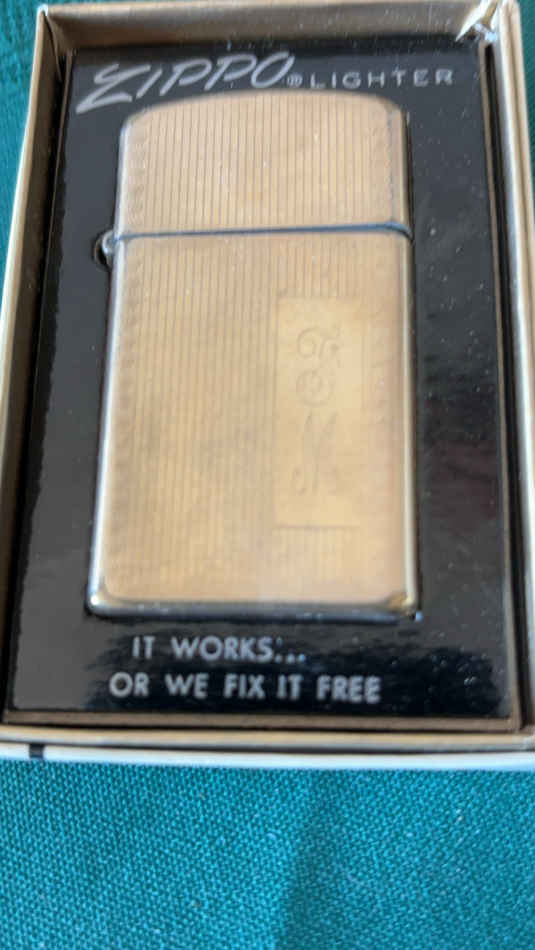 ZIPPO® LIGHTER
IT WORKS...
OR WE FIX IT FREE